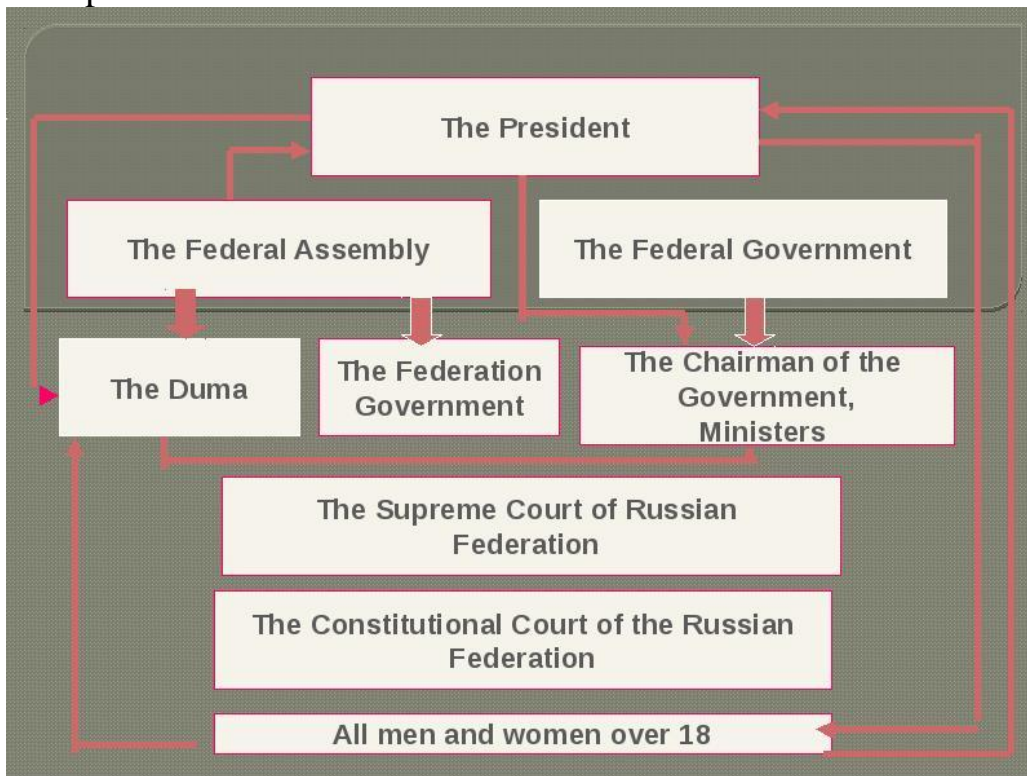 The President
The Federal Assembly
The Federal Government
The Duma
The Federation
Government
The Chairman of the
Government,
Ministers
The Supreme Court of Russian
Federation
The Constitutional Court of the Russian
Federation
All men and women over 18